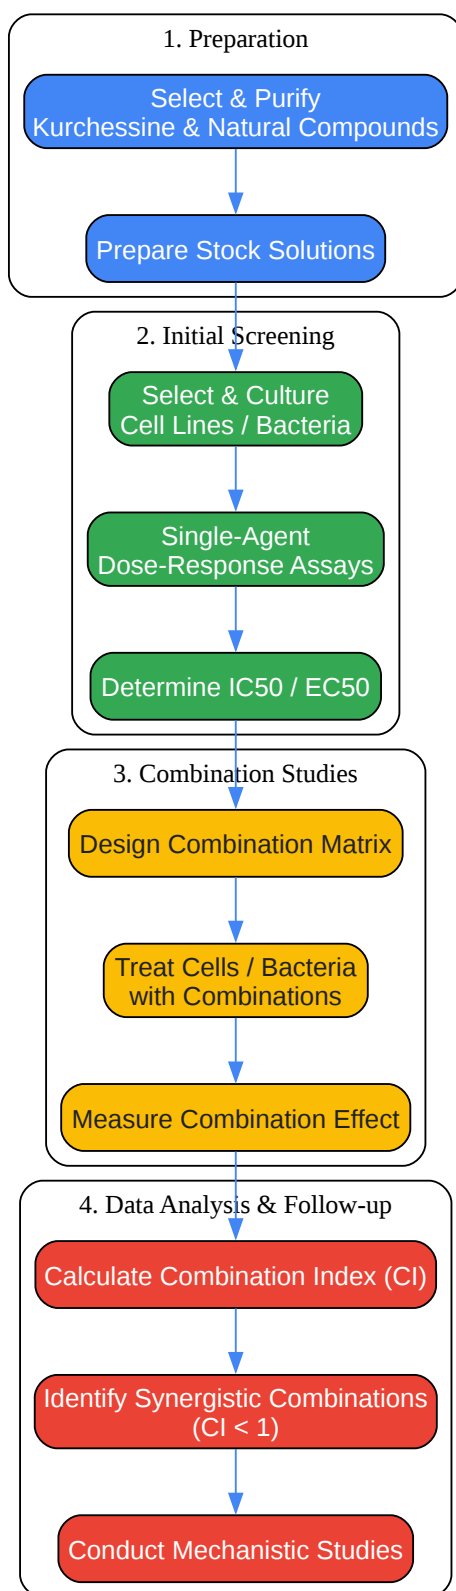 1. Preparation
Select & Purify
Kurchessine & Natural Compounds
Prepare Stock Solutions
2. Initial Screening
Select & Culture
Cell Lines / Bacteria
Single-Agent
Dose-Response Assays
Determine IC50 / EC50
3. Combination Studies
Design Combination Matrix
Treat Cells / Bacteria
with Combinations
Measure Combination Effect
4. Data Analysis & Follow-up
Calculate Combination Index (CI)
Identify Synergistic Combinations
(CI < 1)
Conduct Mechanistic Studies